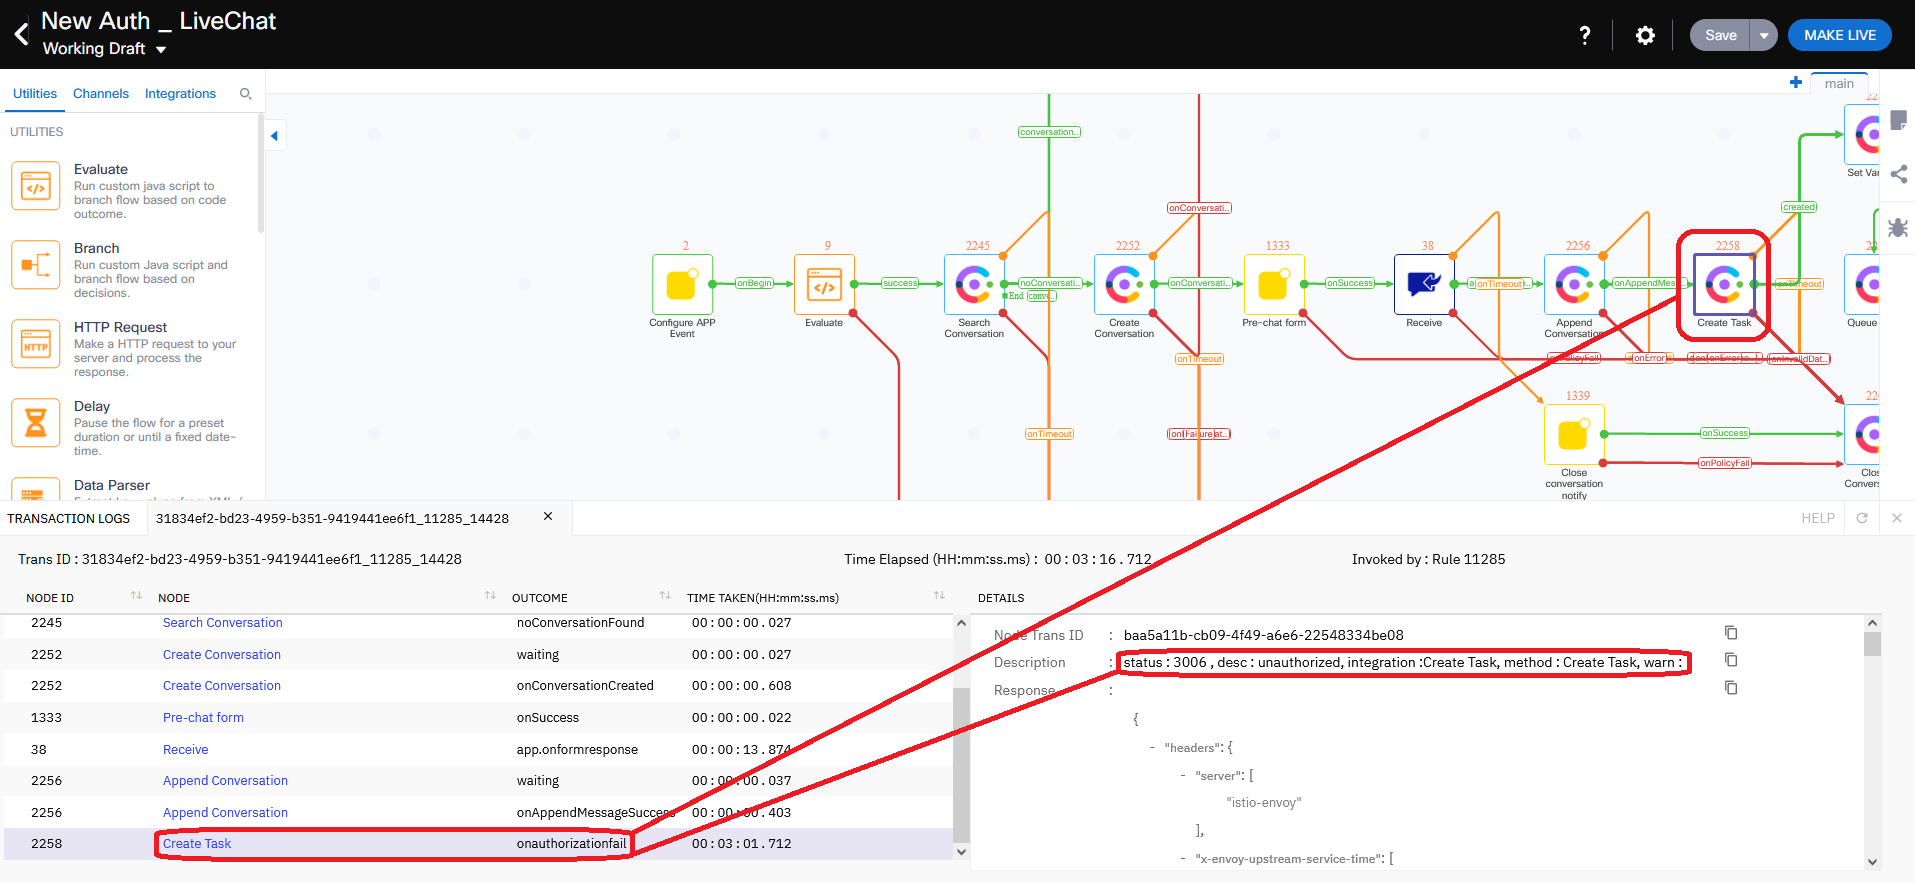 New Auth _ LiveChat
Working Draft
?
Save
MAKE LIVE
Utilities Channels Integrations
main
UTILITIES
Evaluate
Run custom java script to
branch flow based on code
outcome.
Branch
Run custom Java script and
branch flow based on
decisions.
HTTP Request
Make a HTTP request to your
server and process the
response.
HTTP
Delay
Pause the flow for a preset
duration or until a fixed date-
time.
Data Parser
conversation..
onConversati..
created
Set Var
2
Configure APP
Event
onBegin
9
Evaluate
success
2245
Search
Conversation
noConversati..
End
2252
Create
Conversation
onConversati..
1333
Pre-chat form
onSuccess
38
Receive
onTimeout
2256
Append
Conversation
onAppendMes..
2258
Create Task
onTimeout
Queue
onTimeout
onPolicyFail
onError
onInvalidDat..
onTimeout
1339
Close
conversation
notify
onSuccess
onPolicyFail
Close
Convers
TRANSACTION LOGS
31834ef2-bd23-4959-b351-9419441ee6f1_11285_14428
HELP
Trans ID : 31834ef2-bd23-4959-b351-9419441ee6f1_11285_14428
Time Elapsed (HH:mm:ss.ms) : 00:03:16.712
Invoked by : Rule 11285
NODE ID NODE OUTCOME TIME TAKEN(HH:mm:ss.ms) DETAILS
2245 Search Conversation noConversationFound 00:00:00.027
2252 Create Conversation waiting 00:00:00.027
2252 Create Conversation onConversationCreated 00:00:00.608
1333 Pre-chat form onSuccess 00:00:00.022
38 Receive app.onformresponse 00:00:13.874
2256 Append Conversation waiting 00:00:00.037
2256 Append Conversation onAppendMessageSuccess 00:00:00.403
2258 Create Task onauthorizationfail 00:03:01.712
Node Trans ID : baa5a11b-cb09-4f49-a6e6-22548334be08
Description : status : 3006 , desc : unauthorized, integration :Create Task, method : Create Task, warn :
Response :
{
- "headers": {
- "server": [
"istio-envoy"
],
- "x-envoy-upstream-service-time": [